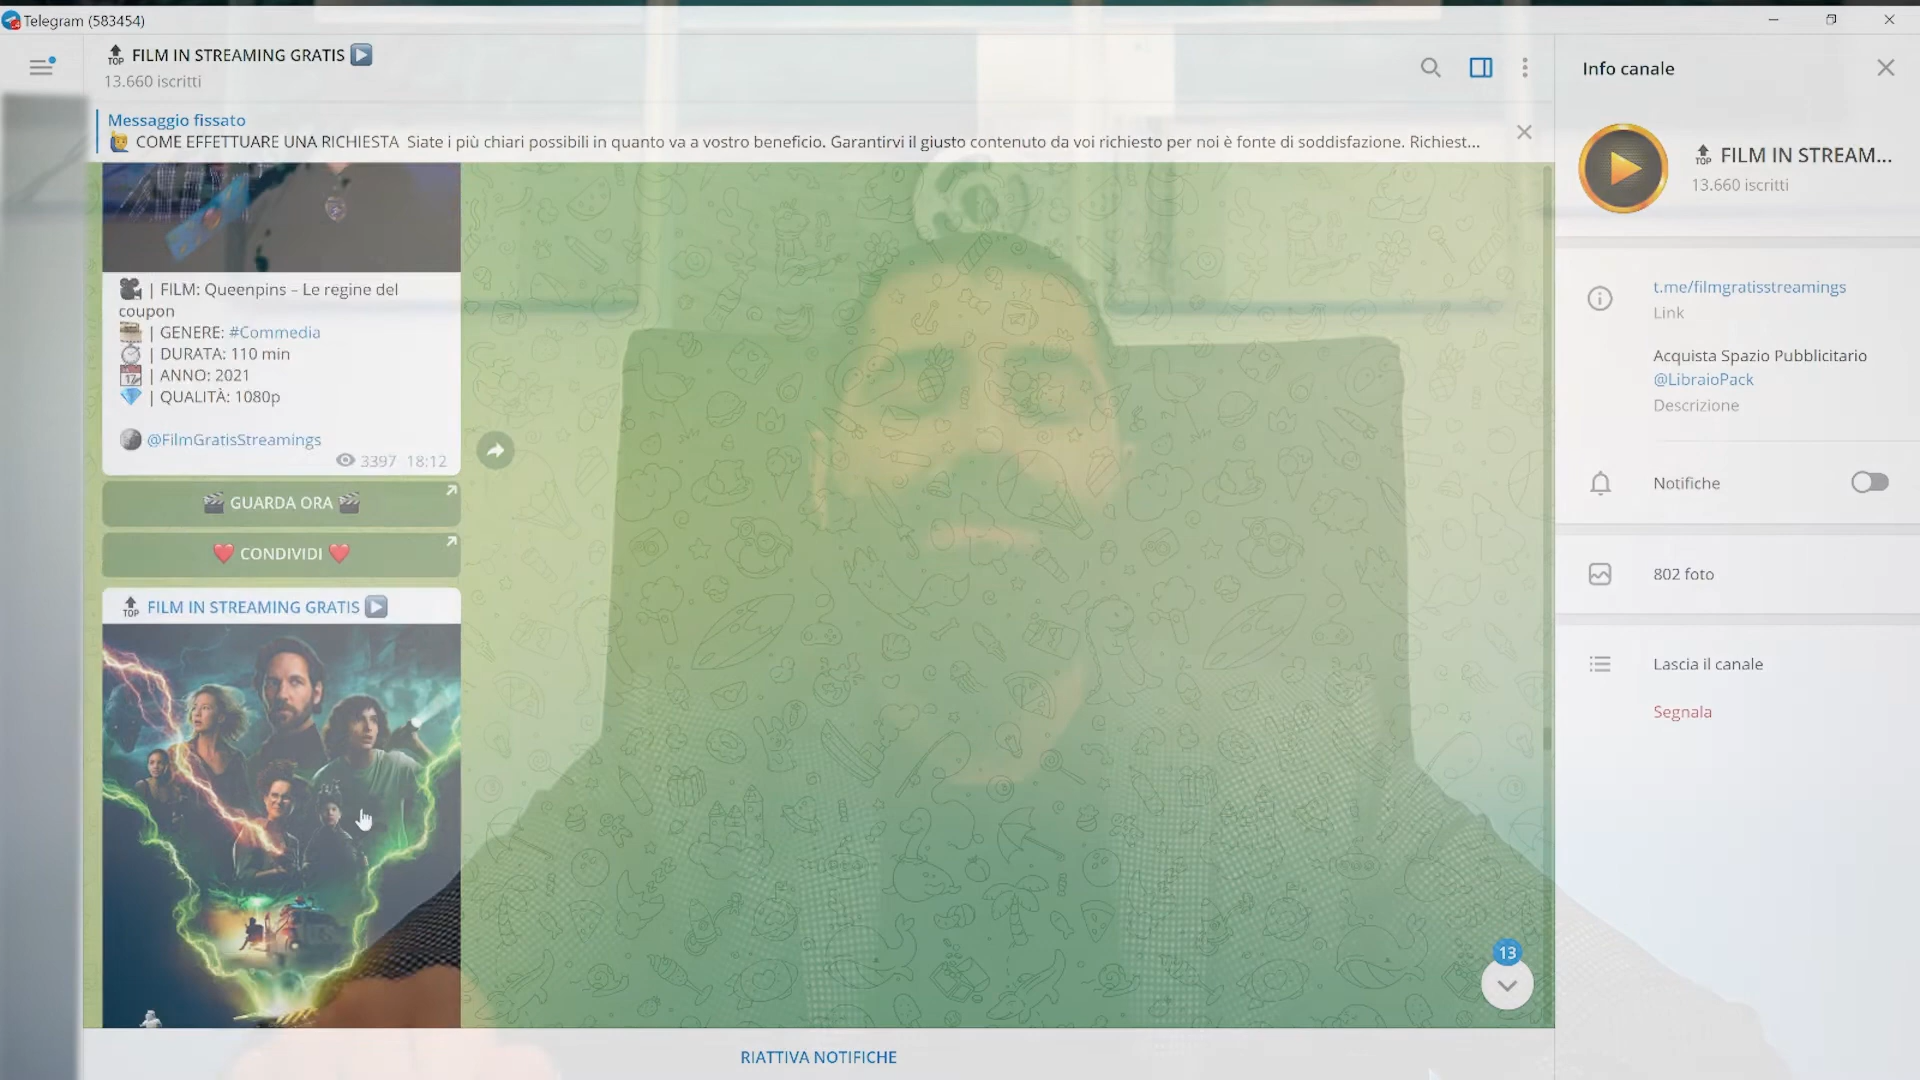 Telegram (583454)
TOP FILM IN STREAMING GRATIS
13.660 iscritti
Info canale
Messaggio fissato
COME EFFETTUARE UNA RICHIESTA Siate i più chiari possibili in quanto va a vostro beneficio. Garantirvi il giusto contenuto da voi richiesto per noi è fonte di soddisfazione. Richiest...
TOP FILM IN STREAM...
13.660 iscritti
| FILM: Queenpins – Le regine del
coupon
| GENERE: #Commedia
| DURATA: 110 min
17 | ANNO: 2021
| QUALITÀ: 1080p
@FilmGratisStreamings
3397 18:12
GUARDA ORA
CONDIVIDI
TOP FILM IN STREAMING GRATIS
t.me/filmgratisstreamings
Link
Acquista Spazio Pubblicitario
@LibraioPack
Descrizione
Notifiche
802 foto
Lascia il canale
Segnala
13
RIATTIVA NOTIFICHE